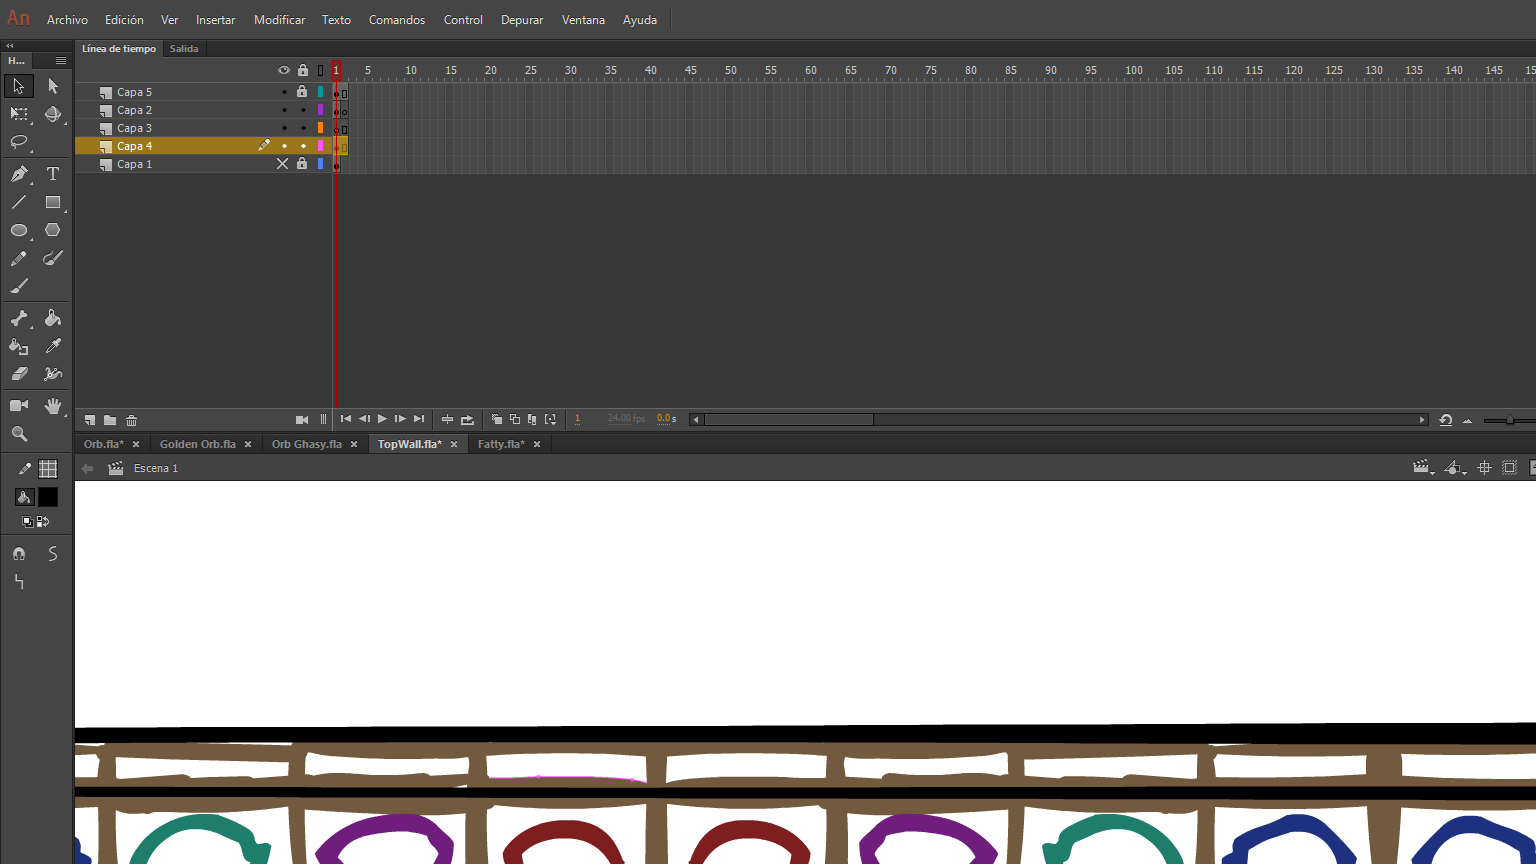 An Archivo Edición Ver Insertar Modificar Texto Comandos Control Depurar Ventana Ayuda
H... Línea de tiempo Salida
1 5 10 15 20 25 30 35 40 45 50 55 60 65 70 75 80 85 90 95 100 105 110 115 120 125 130 135 140 145 15
Capa 5
Capa 2
Capa 3
Capa 4
Capa 1
1 24.00 fps 0.0 s
Orb.fla* Golden Orb.fla Orb Ghasy.fla TopWall.fla* Fatty.fla*
Escena 1